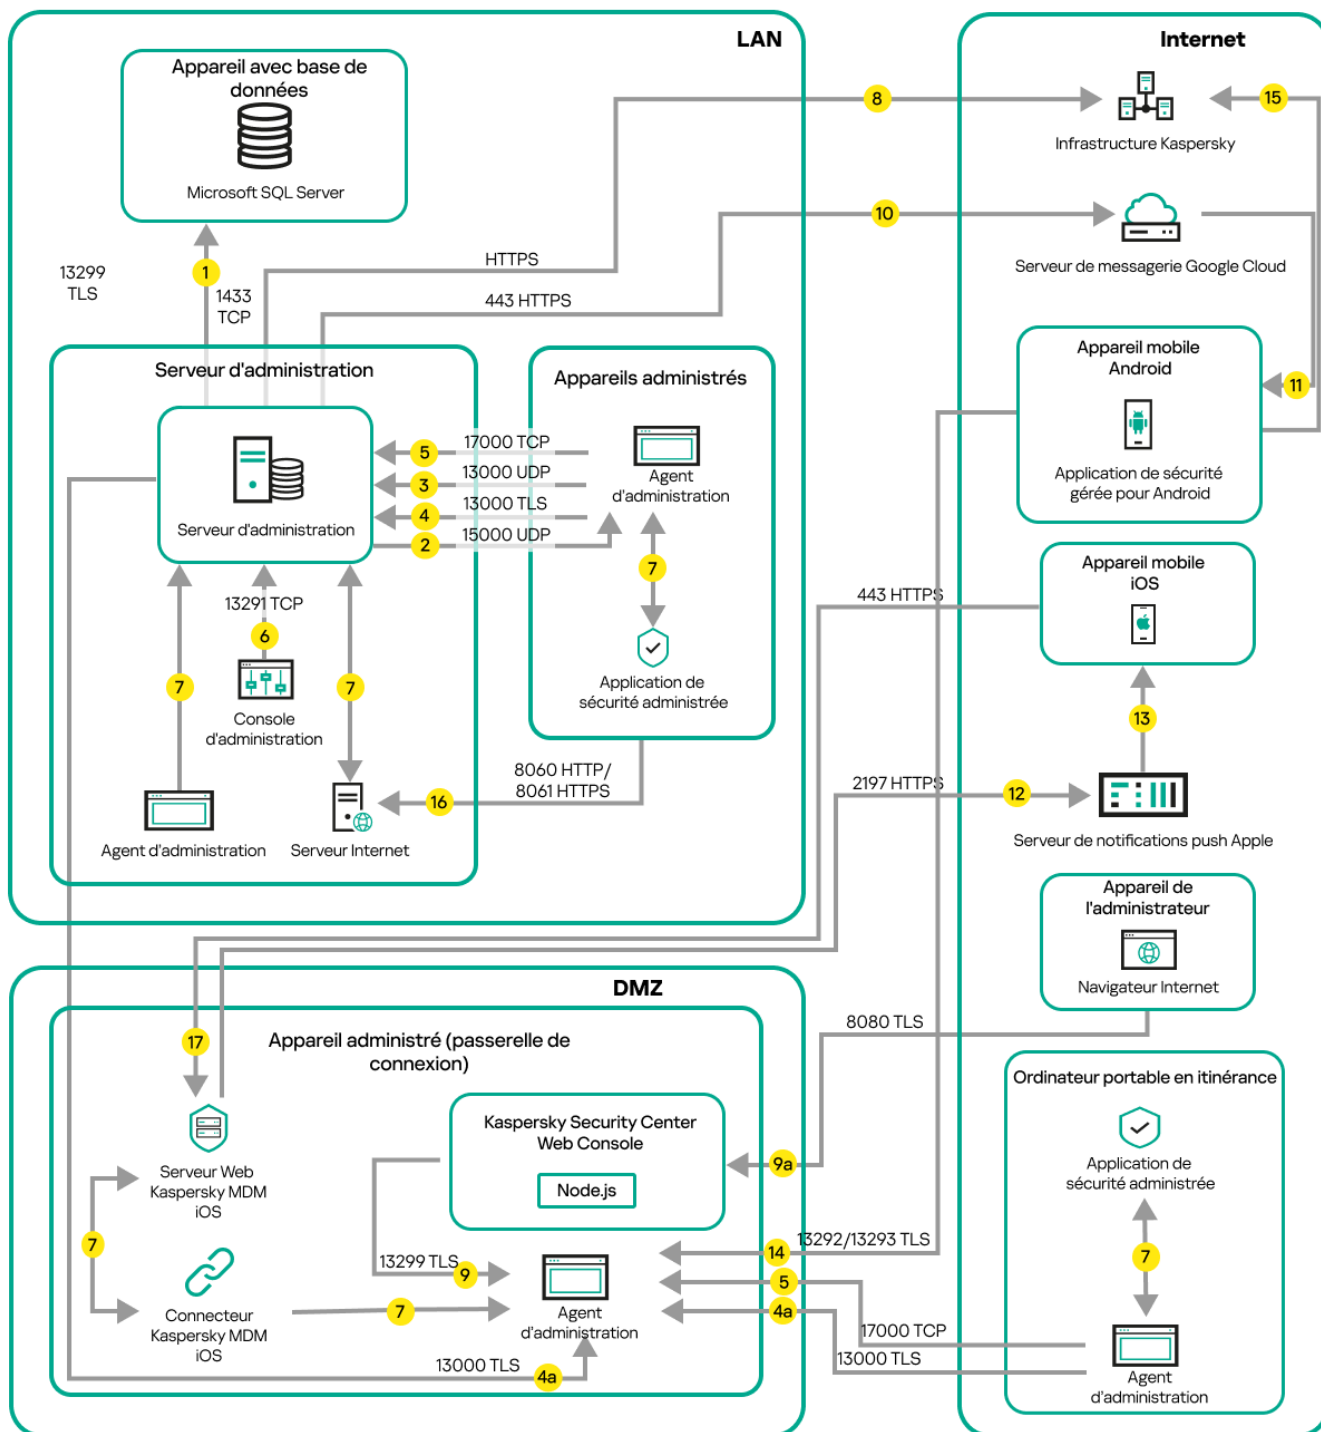 LAN
Appareil avec base de
données
Microsoft SQL Server
13299
TLS
1
1433
TCP
HTTPS
443 HTTPS
8
10
Serveur d'administration
Serveur d'administration
Appareils administrés
17000 TCP
5
13000 UDP
3
13000 TLS
4
15000 UDP
2
Agent
d'administration
7
Application de
sécurité administrée
13291 TCP
6
7
7
Console
d'administration
Agent d'administration
Serveur Internet
8060 HTTP/
8061 HTTPS
16
Internet
15
Infrastructure Kaspersky
Serveur de messagerie Google Cloud
Appareil mobile
Android
11
Application de sécurité
gérée pour Android
Appareil mobile
iOS
443 HTTPS
13
2197 HTTPS
12
Serveur de notifications push Apple
Appareil de
l'administrateur
Navigateur Internet
8080 TLS
Ordinateur portable en itinérance
Application de
sécurité administrée
7
Agent
d'administration
DMZ
Appareil administré (passerelle de
connexion)
17
Serveur Web
Kaspersky MDM
iOS
7
Connecteur
Kaspersky MDM
iOS
Kaspersky Security Center
Web Console
Node.js
9a
13299 TLS
9
7
Agent
d'administration
14
13292/13293 TLS
5
4a
17000 TCP
13000 TLS
13000 TLS
4a